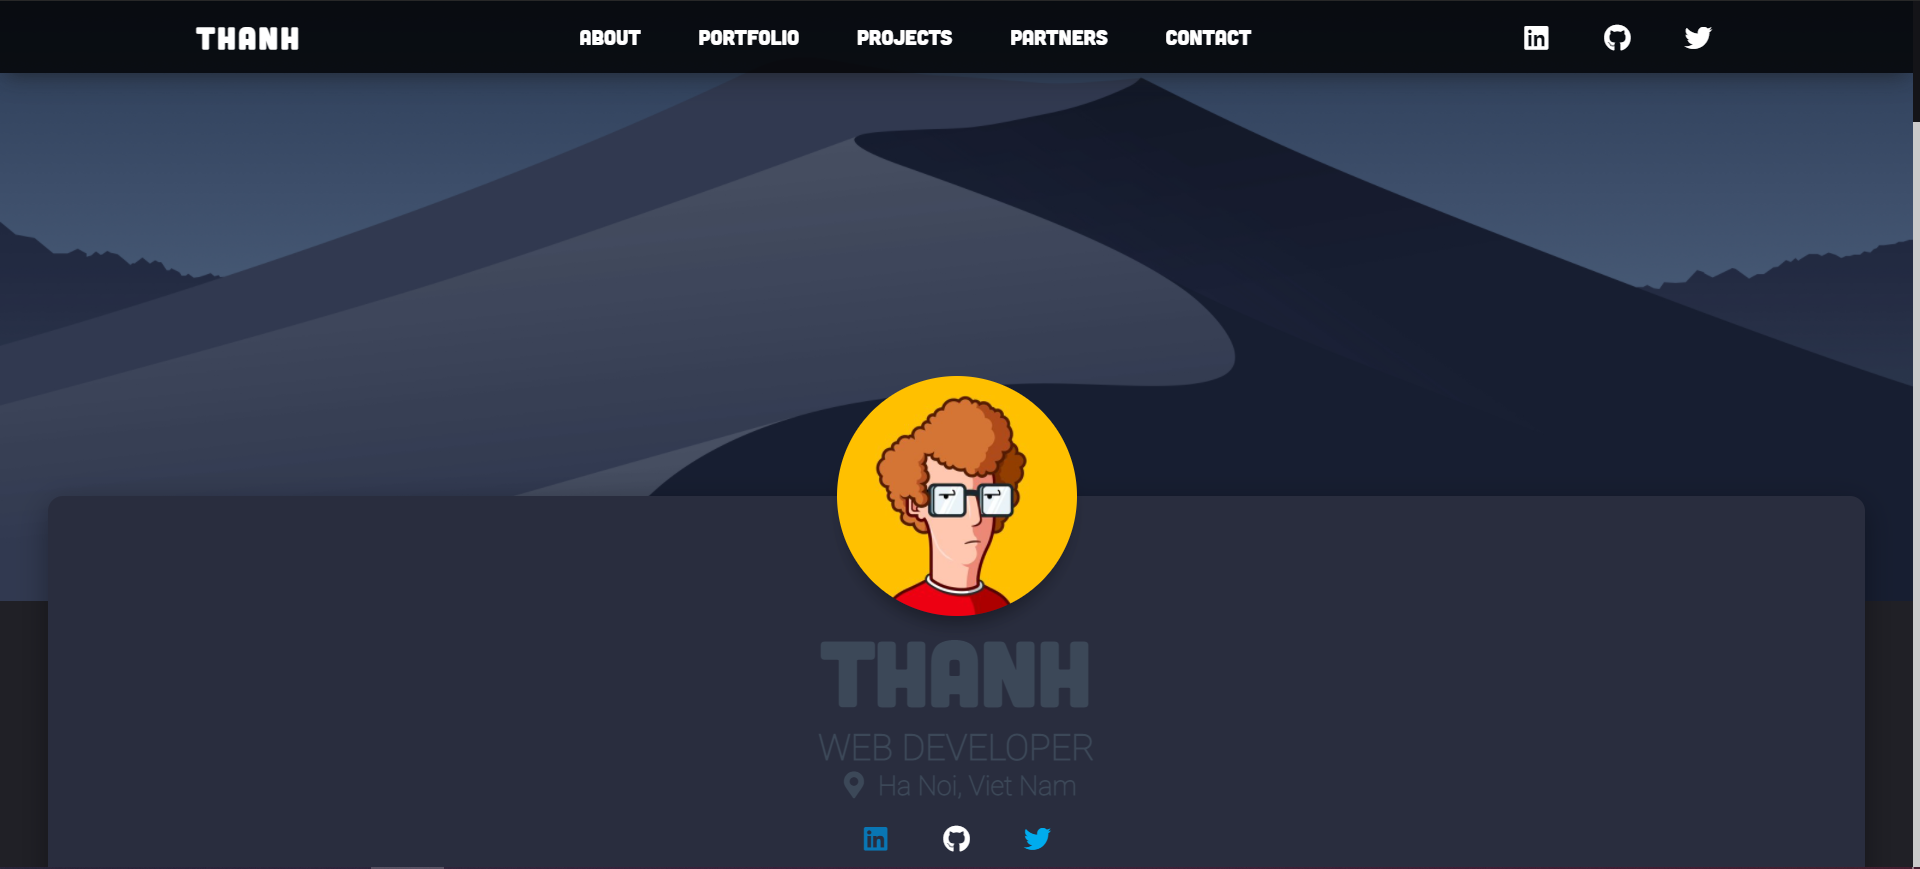 THANH
ABOUT PORTFOLIO PROJECTS PARTNERS CONTACT
THANH
WEB DEVELOPER
Ha Noi, Viet Nam